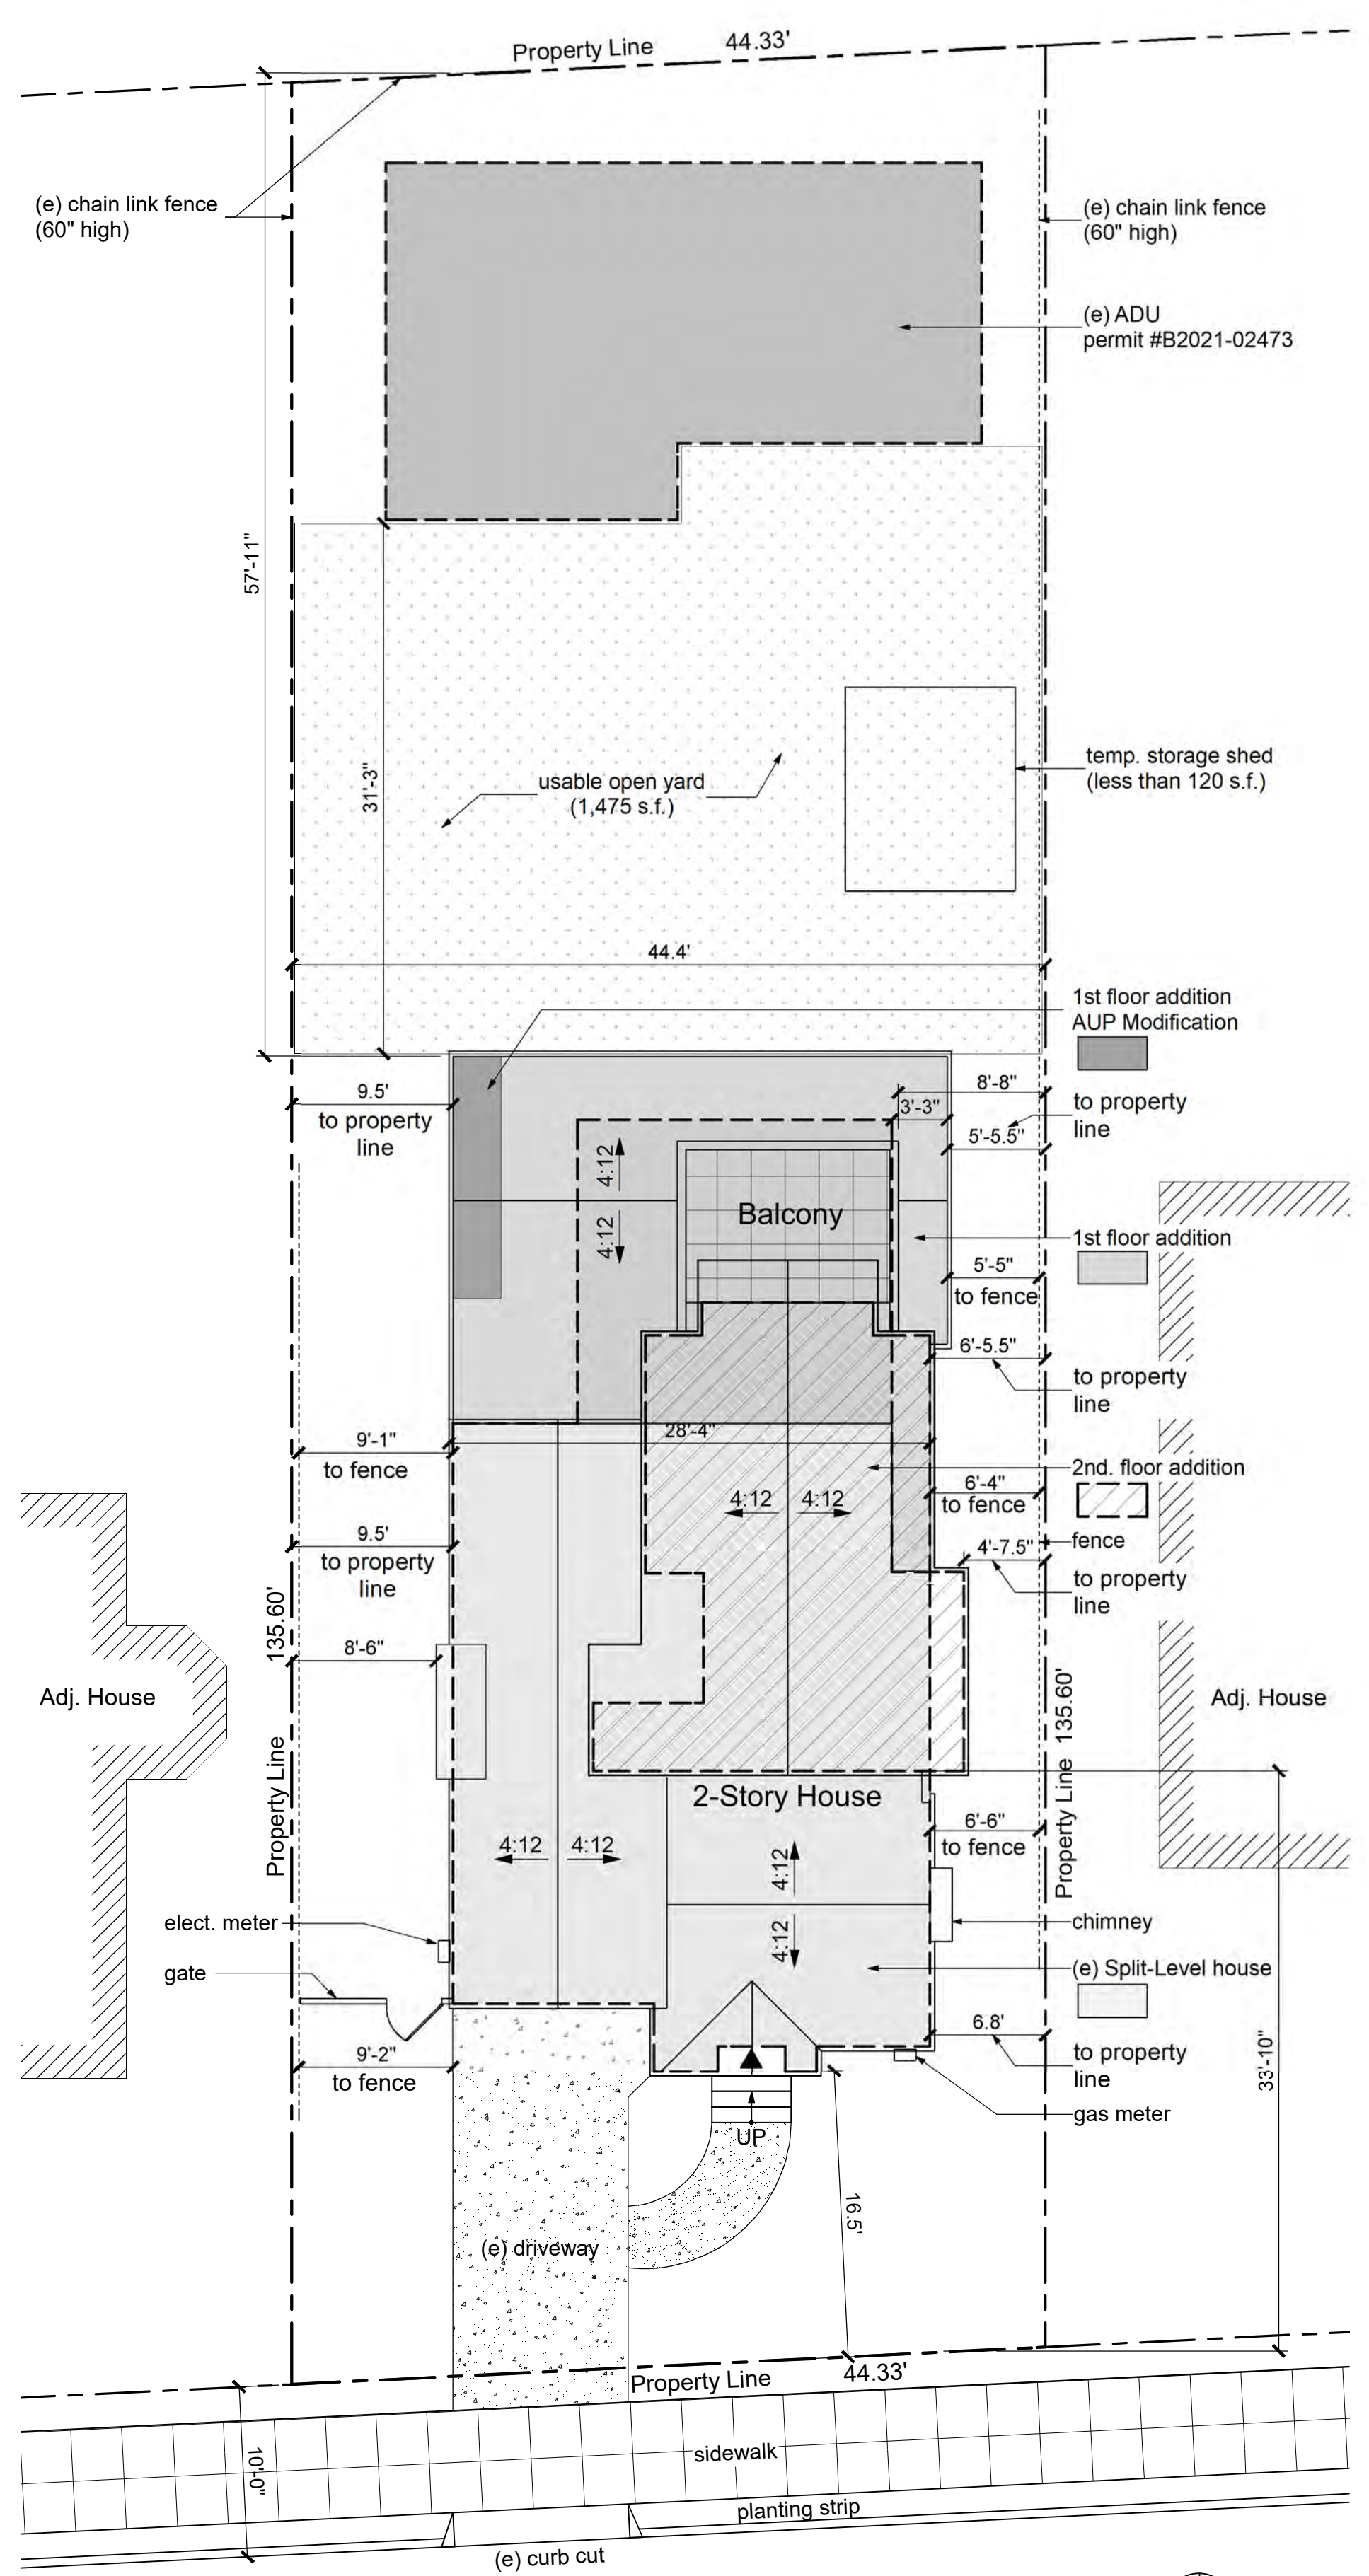 Property Line 44.33'
(e) chain link fence
(60" high)
(e) chain link fence
(60" high)
(e) ADU
permit #B2021-02473
57'-11"
31'-3"
usable open yard
(1,475 s.f.)
temp. storage shed
(less than 120 s.f.)
44.4'
1st floor addition
AUP Modification
9.5'
to property
line
8'-8"
3'-3"
to property
line
5'-5.5"
4:12
4:12
Balcony
1st floor addition
5'-5"
to fence
6'-5.5"
to property
line
28'-4"
9'-1"
to fence
2nd. floor addition
6'-4"
to fence
4:12
4:12
9.5'
to property
line
fence
4'-7.5"
to property
line
Property Line 135.60'
8'-6"
Adj. House
Adj. House
Property Line 135.60'
2-Story House
6'-6"
to fence
4:12
4:12
4:12
4:12
elect. meter
chimney
gate
(e) Split-Level house
9'-2"
to fence
6.8'
to property
line
33'-10"
gas meter
UP
16.5'
(e) driveway
Property Line 44.33'
10'-0"
sidewalk
planting strip
(e) curb cut